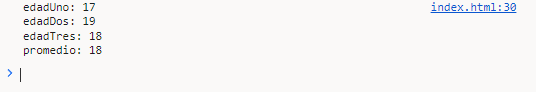 edadUno: 17 index.html:30
edadDos: 19
edadTres: 18
promedio: 18
>